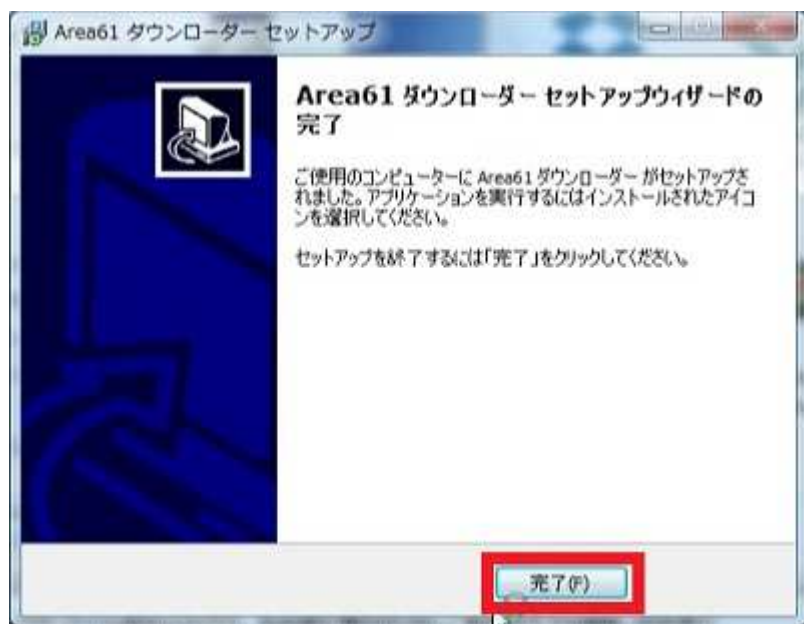 Area61 ダウンローダー セットアップ
Area61 ダウンローダー セットアップウィザードの
完了
ご使用のコンピューターに Area61 ダウンローダー がセットアップさ
れました。アプリケーションを実行するにはインストールされたアイコ
ンを選択してください。
セットアップを終了するには「完了」をクリックしてください。
完了(F)